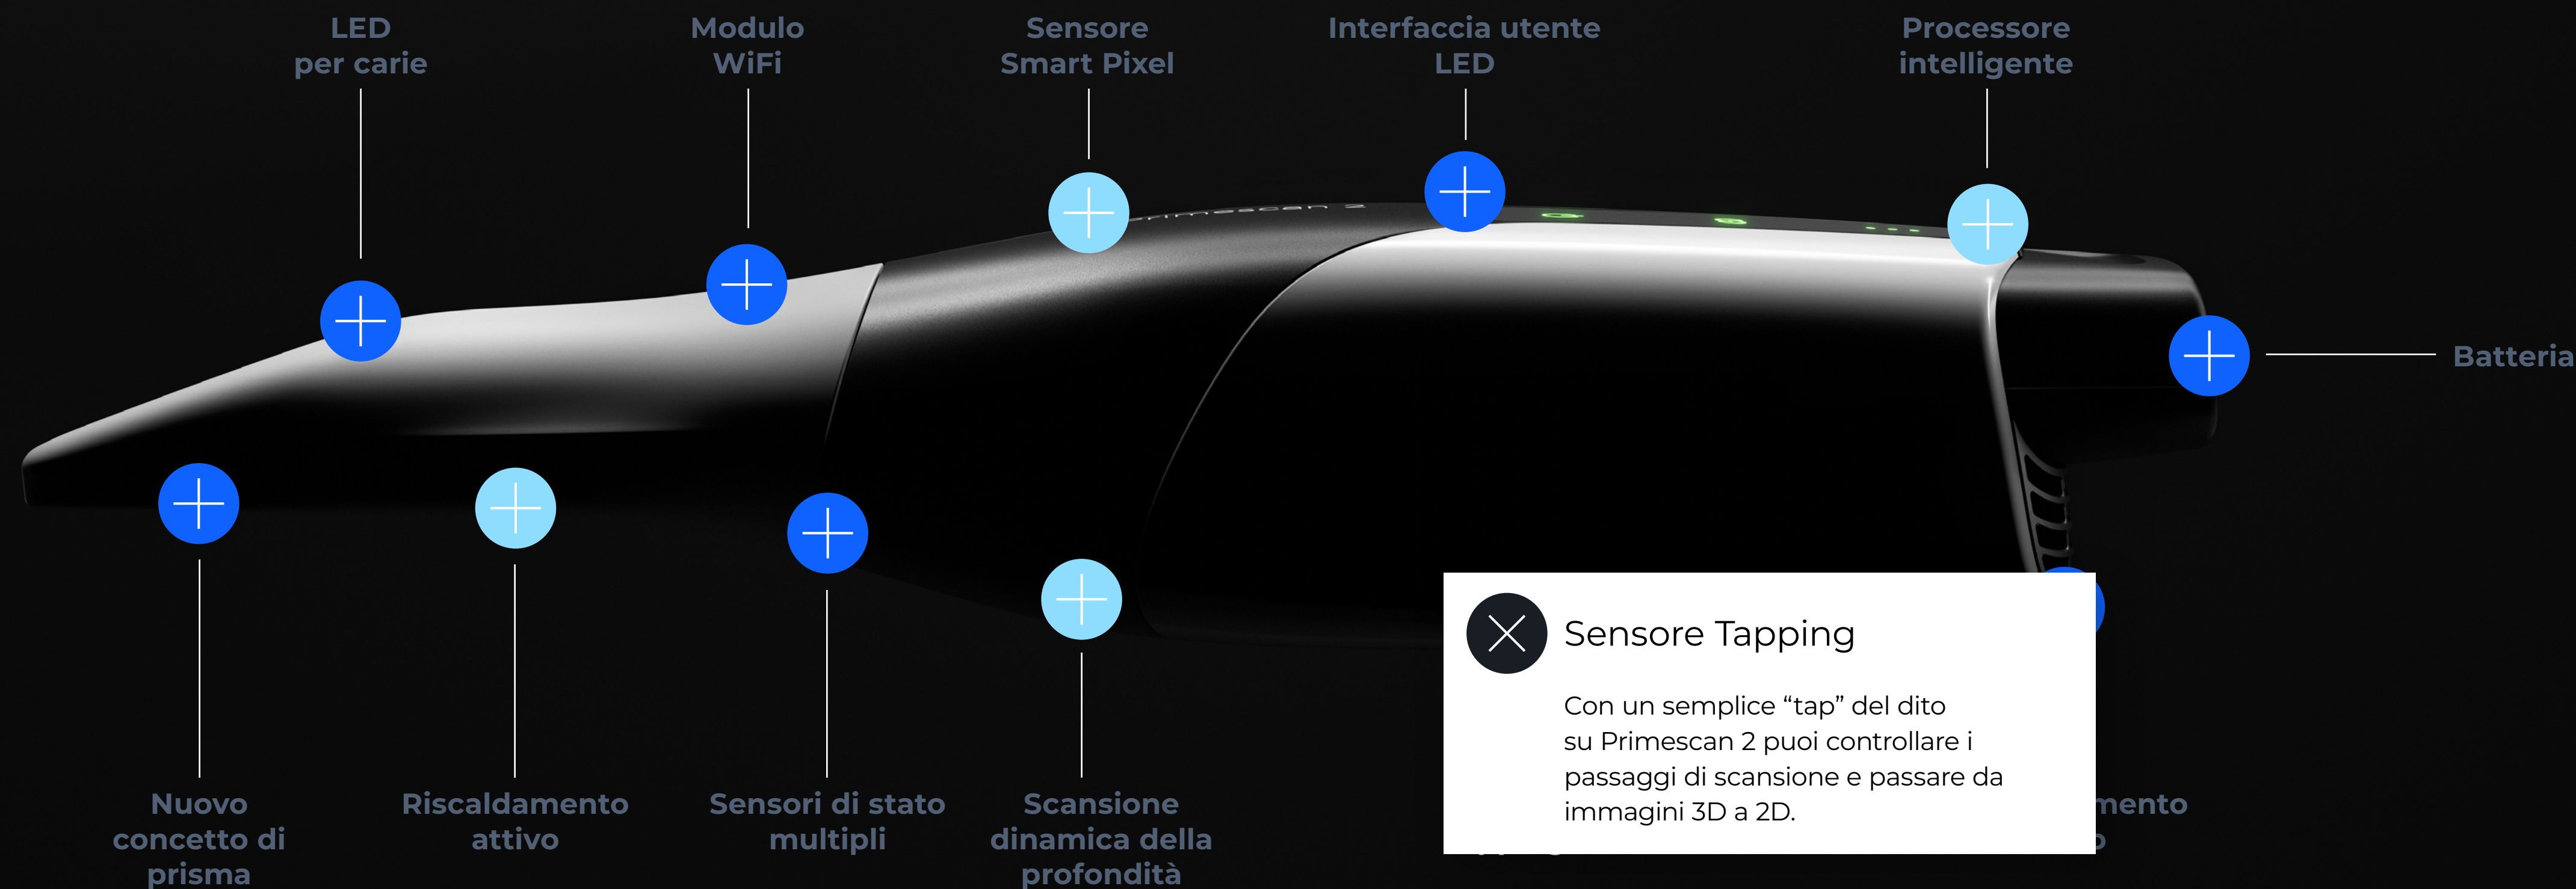 LED
per carie
Modulo
WiFi
Sensore
Smart Pixel
Interfaccia utente
LED
Processore
intelligente
Batteria
Nuovo
concetto di
prisma
Riscaldamento
attivo
Sensori di stato
multipli
Scansione
dinamica della
profondità
Sensore Tapping
Con un semplice “tap” del dito
su Primescan 2 puoi controllare i
passaggi di scansione e passare da
immagini 3D a 2D.